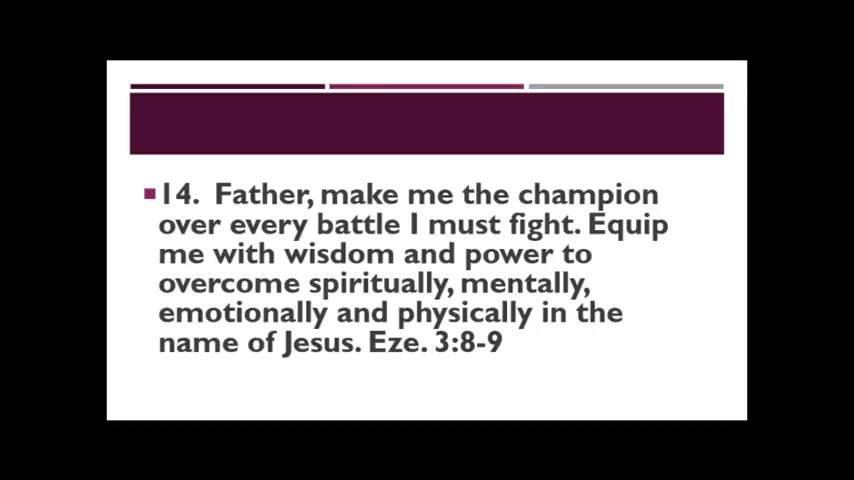 14. Father, make me the champion
over every battle I must fight. Equip
me with wisdom and power to
overcome spiritually, mentally,
emotionally and physically in the
name of Jesus. Eze. 3:8-9